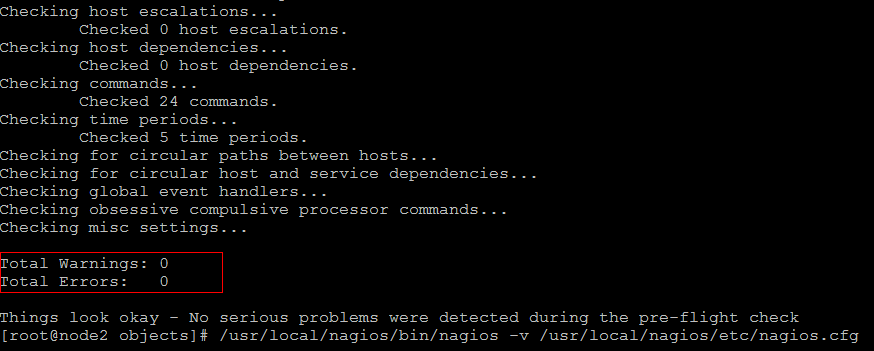 Checking host escalations...
        Checked 0 host escalations.
Checking host dependencies...
        Checked 0 host dependencies.
Checking commands...
        Checked 24 commands.
Checking time periods...
        Checked 5 time periods.
Checking for circular paths between hosts...
Checking for circular host and service dependencies...
Checking global event handlers...
Checking obsessive compulsive processor commands...
Checking misc settings...

Total Warnings: 0
Total Errors:   0

Things look okay - No serious problems were detected during the pre-flight check
[root@node2 objects]# /usr/local/nagios/bin/nagios -v /usr/local/nagios/etc/nagios.cfg